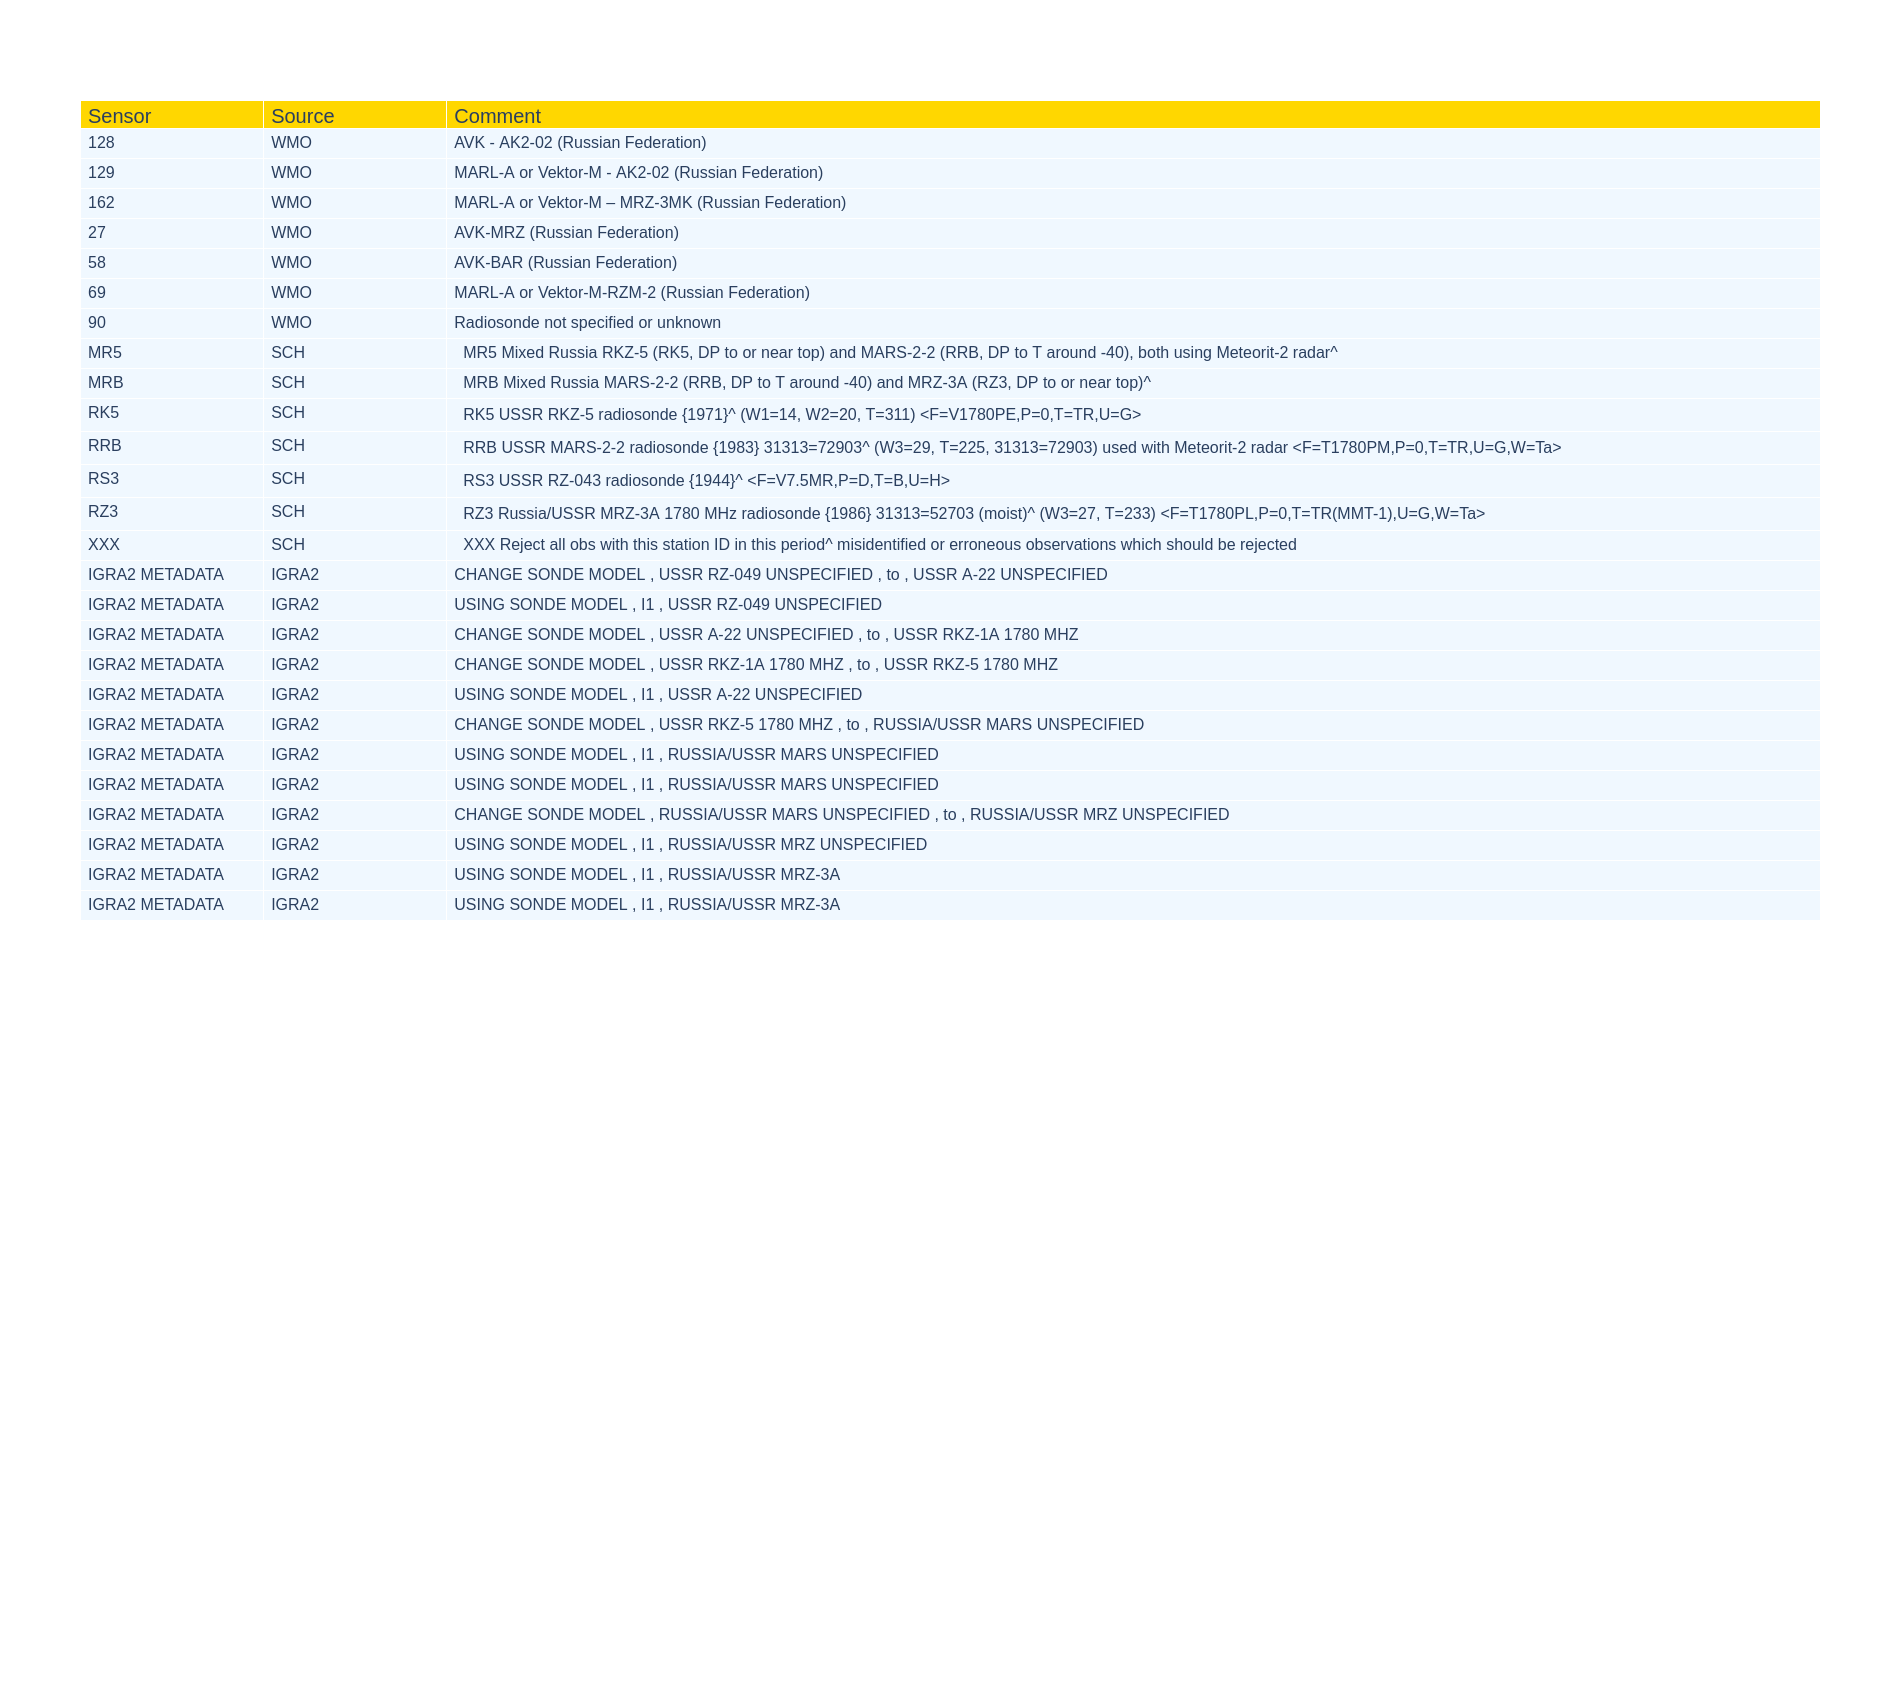 Sensor Source Comment
128 WMO AVK - AK2-02 (Russian Federation)
129 WMO MARL-A or Vektor-M - AK2-02 (Russian Federation)
162 WMO MARL-A or Vektor-M – MRZ-3MK (Russian Federation)
27 WMO AVK-MRZ (Russian Federation)
58 WMO AVK-BAR (Russian Federation)
69 WMO MARL-A or Vektor-M-RZM-2 (Russian Federation)
90 WMO Radiosonde not specified or unknown
MR5 SCH MR5 Mixed Russia RKZ-5 (RK5, DP to or near top) and MARS-2-2 (RRB, DP to T around -40), both using Meteorit-2 radar^
MRB SCH MRB Mixed Russia MARS-2-2 (RRB, DP to T around -40) and MRZ-3A (RZ3, DP to or near top)^
RK5 SCH RK5 USSR RKZ-5 radiosonde {1971}^ (W1=14, W2=20, T=311) <F=V1780PE,P=0,T=TR,U=G>
RRB SCH RRB USSR MARS-2-2 radiosonde {1983} 31313=72903^ (W3=29, T=225, 31313=72903) used with Meteorit-2 radar <F=T1780PM,P=0,T=TR,U=G,W=Ta>
RS3 SCH RS3 USSR RZ-043 radiosonde {1944}^ <F=V7.5MR,P=D,T=B,U=H>
RZ3 SCH RZ3 Russia/USSR MRZ-3A 1780 MHz radiosonde {1986} 31313=52703 (moist)^ (W3=27, T=233) <F=T1780PL,P=0,T=TR(MMT-1),U=G,W=Ta>
XXX SCH XXX Reject all obs with this station ID in this period^ misidentified or erroneous observations which should be rejected
IGRA2 METADATA IGRA2 CHANGE SONDE MODEL , USSR RZ-049 UNSPECIFIED , to , USSR A-22 UNSPECIFIED
IGRA2 METADATA IGRA2 USING SONDE MODEL , I1 , USSR RZ-049 UNSPECIFIED
IGRA2 METADATA IGRA2 CHANGE SONDE MODEL , USSR A-22 UNSPECIFIED , to , USSR RKZ-1A 1780 MHZ
IGRA2 METADATA IGRA2 CHANGE SONDE MODEL , USSR RKZ-1A 1780 MHZ , to , USSR RKZ-5 1780 MHZ
IGRA2 METADATA IGRA2 USING SONDE MODEL , I1 , USSR A-22 UNSPECIFIED
IGRA2 METADATA IGRA2 CHANGE SONDE MODEL , USSR RKZ-5 1780 MHZ , to , RUSSIA/USSR MARS UNSPECIFIED
IGRA2 METADATA IGRA2 USING SONDE MODEL , I1 , RUSSIA/USSR MARS UNSPECIFIED
IGRA2 METADATA IGRA2 USING SONDE MODEL , I1 , RUSSIA/USSR MARS UNSPECIFIED
IGRA2 METADATA IGRA2 CHANGE SONDE MODEL , RUSSIA/USSR MARS UNSPECIFIED , to , RUSSIA/USSR MRZ UNSPECIFIED
IGRA2 METADATA IGRA2 USING SONDE MODEL , I1 , RUSSIA/USSR MRZ UNSPECIFIED
IGRA2 METADATA IGRA2 USING SONDE MODEL , I1 , RUSSIA/USSR MRZ-3A
IGRA2 METADATA IGRA2 USING SONDE MODEL , I1 , RUSSIA/USSR MRZ-3A